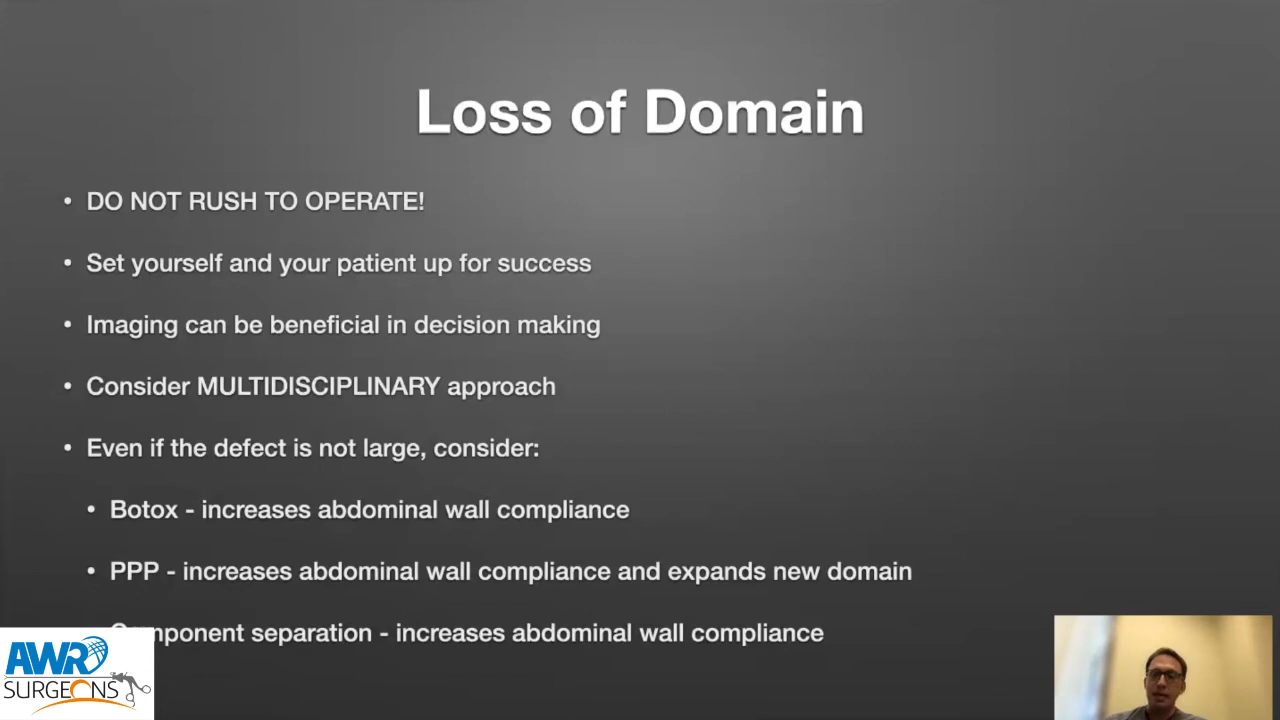 Loss of Domain
• DO NOT RUSH TO OPERATE!
• Set yourself and your patient up for success
• Imaging can be beneficial in decision making
• Consider MULTIDISCIPLINARY approach
• Even if the defect is not large, consider:
• Botox - increases abdominal wall compliance
• PPP - increases abdominal wall compliance and expands new domain
Component separation - increases abdominal wall compliance
AWR
SURGEONS